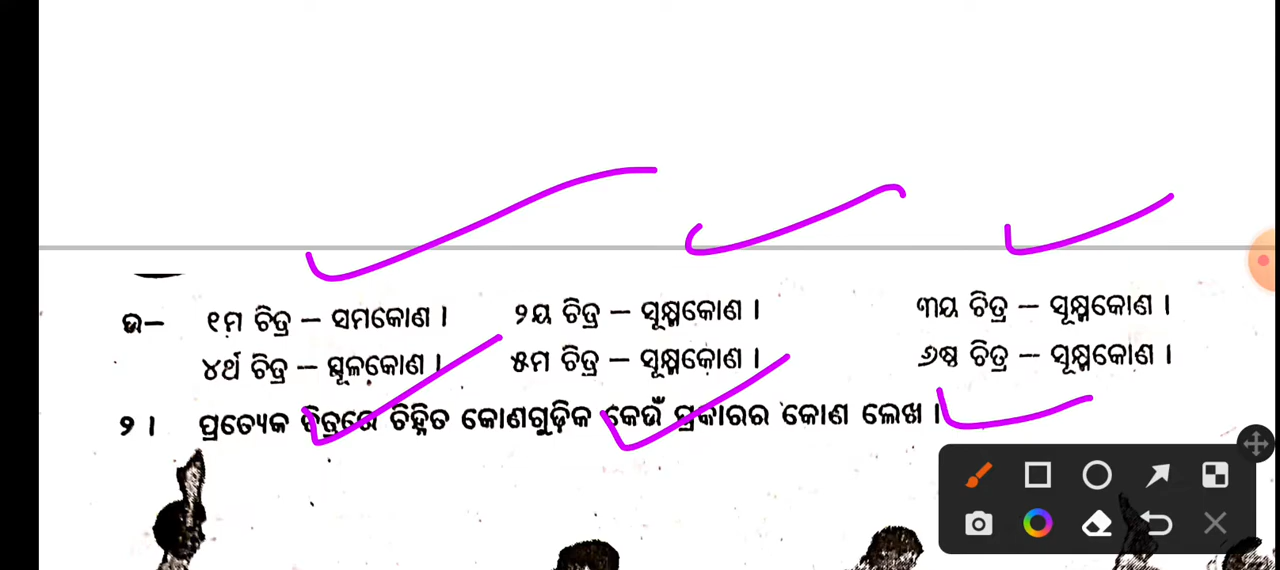 ଉ– ୧ମ ଚିତ୍ର – ସମକୋଣ । ୨ୟ ଚିତ୍ର – ସୂକ୍ଷ୍ମକୋଣ । ୩ୟ ଚିତ୍ର – ସୂକ୍ଷ୍ମକୋଣ ।
୪ର୍ଥ ଚିତ୍ର – ସ୍ଥୂଳକୋଣ । ୫ମ ଚିତ୍ର – ସୂକ୍ଷ୍ମକୋଣ । ୬ଷ୍ଠ ଚିତ୍ର – ସୂକ୍ଷ୍ମକୋଣ ।
୨ । ପ୍ରତ୍ୟେକ ଚିତ୍ରରେ ଚିହ୍ନିତ କୋଣଗୁଡ଼ିକ କେଉଁ ପ୍ରକାରର କୋଣ ଲେଖ ।